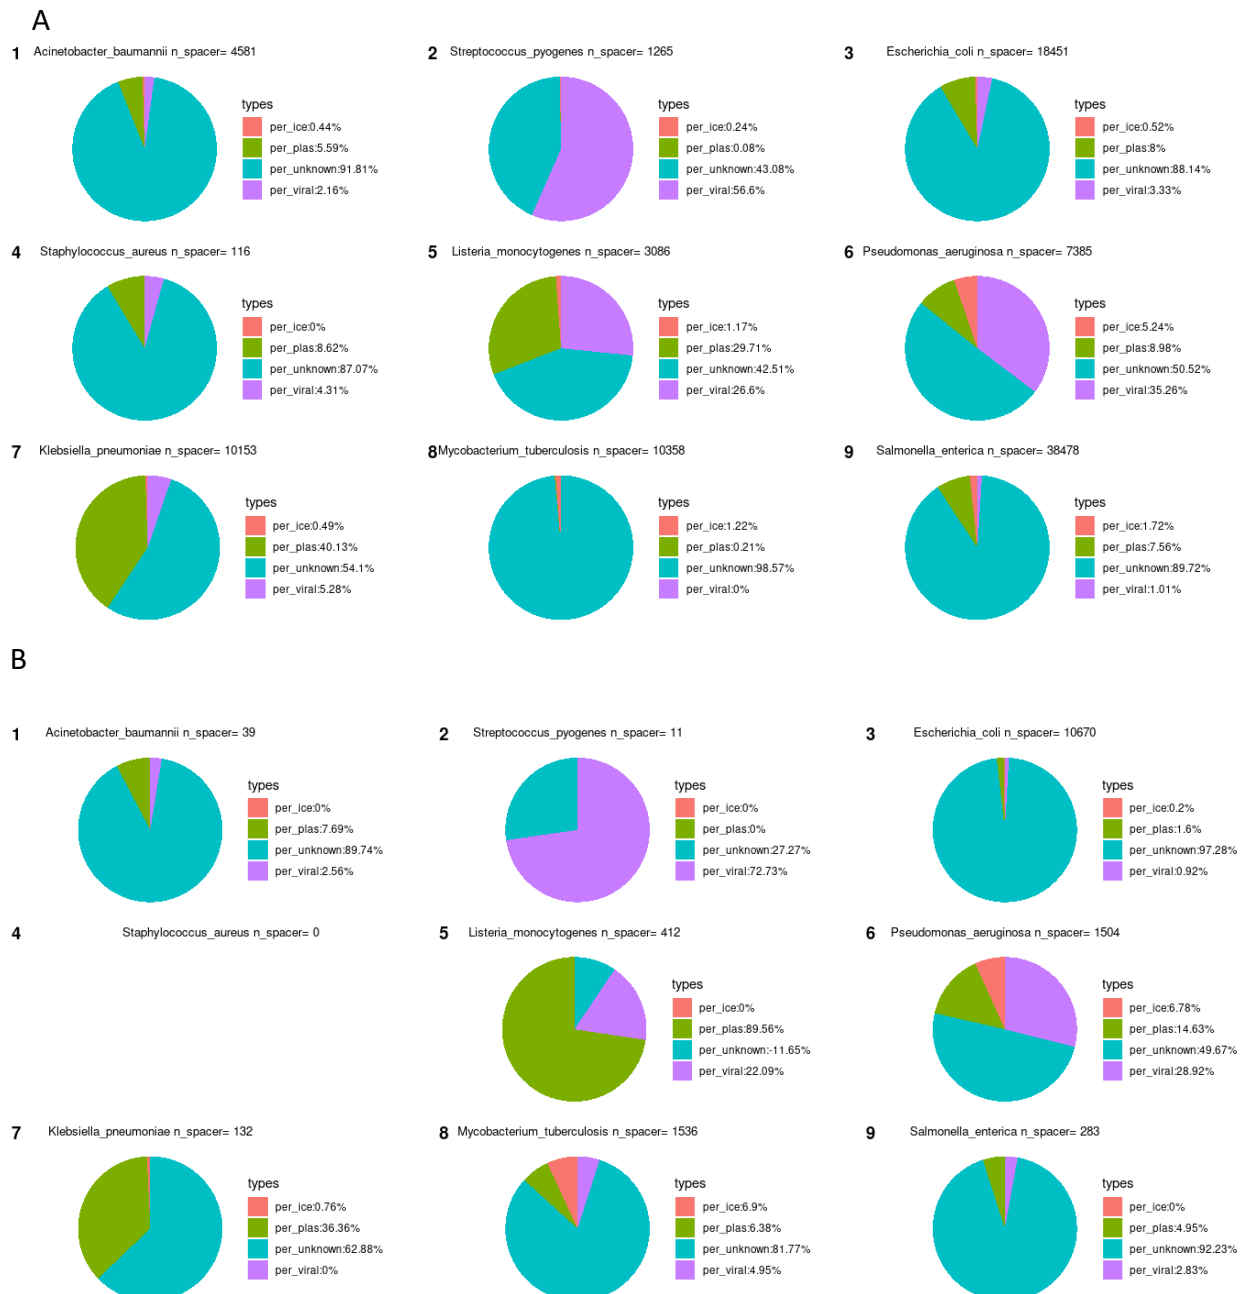 A
1 Acinetobacter_baumannii n_spacer= 4581
types
per_ice:0.44%
per_plas:5.59%
per_unknown:91.81%
per_viral:2.16%
2 Streptococcus_pyogenes n_spacer= 1265
types
per_ice:0.24%
per_plas:0.08%
per_unknown:43.08%
per_viral:56.6%
3 Escherichia_coli n_spacer= 18451
types
per_ice:0.52%
per_plas:8%
per_unknown:88.14%
per_viral:3.33%
4 Staphylococcus_aureus n_spacer= 116
types
per_ice:0%
per_plas:8.62%
per_unknown:87.07%
per_viral:4.31%
5 Listeria_monocytogenes n_spacer= 3086
types
per_ice:1.17%
per_plas:29.71%
per_unknown:42.51%
per_viral:26.6%
6 Pseudomonas_aeruginosa n_spacer= 7385
types
per_ice:5.24%
per_plas:8.98%
per_unknown:50.52%
per_viral:35.26%
7 Klebsiella_pneumoniae n_spacer= 10153
types
per_ice:0.49%
per_plas:40.13%
per_unknown:54.1%
per_viral:5.28%
8 Mycobacterium_tuberculosis n_spacer= 10358
types
per_ice:1.22%
per_plas:0.21%
per_unknown:98.57%
per_viral:0%
9 Salmonella_enterica n_spacer= 38478
types
per_ice:1.72%
per_plas:7.56%
per_unknown:89.72%
per_viral:1.01%
B
1 Acinetobacter_baumannii n_spacer= 39
types
per_ice:0%
per_plas:7.69%
per_unknown:89.74%
per_viral:2.56%
2 Streptococcus_pyogenes n_spacer= 11
types
per_ice:0%
per_plas:0%
per_unknown:27.27%
per_viral:72.73%
3 Escherichia_coli n_spacer= 10670
types
per_ice:0.2%
per_plas:1.6%
per_unknown:97.28%
per_viral:0.92%
4 Staphylococcus_aureus n_spacer= 0
5 Listeria_monocytogenes n_spacer= 412
types
per_ice:0%
per_plas:89.56%
per_unknown:-11.65%
per_viral:22.09%
6 Pseudomonas_aeruginosa n_spacer= 1504
types
per_ice:6.78%
per_plas:14.63%
per_unknown:49.67%
per_viral:28.92%
7 Klebsiella_pneumoniae n_spacer= 132
types
per_ice:0.76%
per_plas:36.36%
per_unknown:62.88%
per_viral:0%
8 Mycobacterium_tuberculosis n_spacer= 1536
types
per_ice:6.9%
per_plas:6.38%
per_unknown:81.77%
per_viral:4.95%
9 Salmonella_enterica n_spacer= 283
types
per_ice:0%
per_plas:4.95%
per_unknown:92.23%
per_viral:2.83%